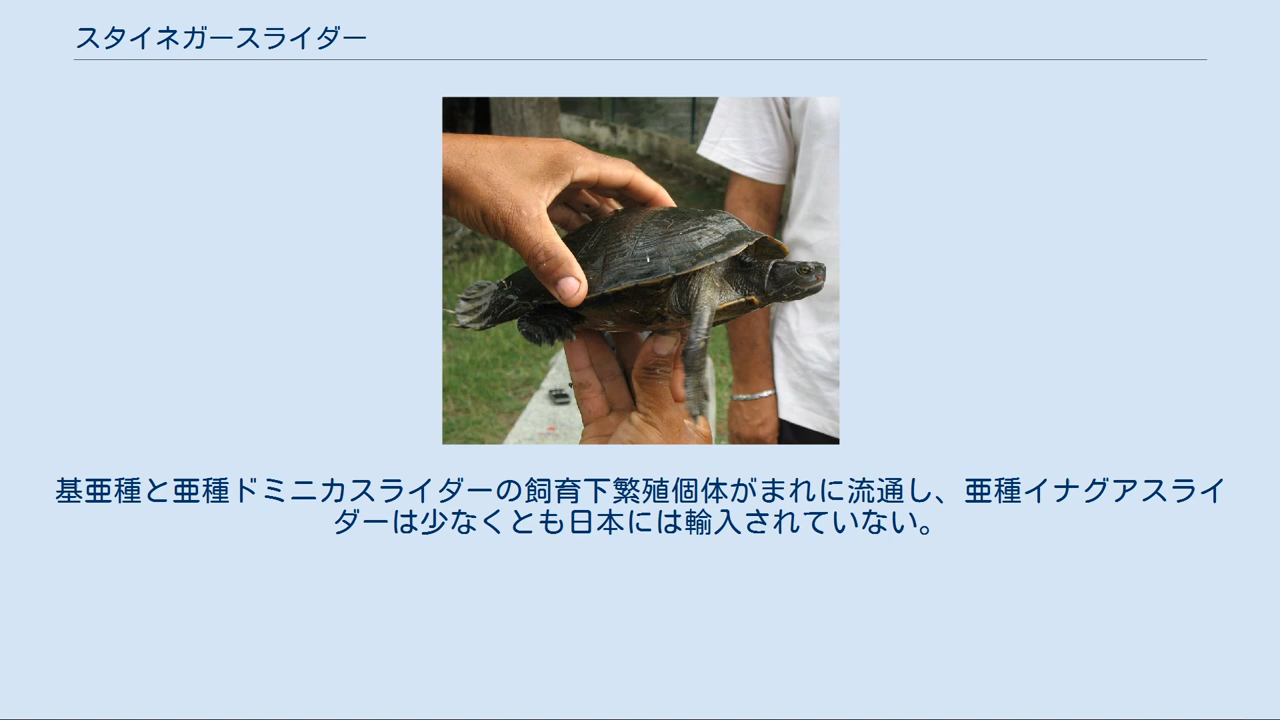 スタイネガースライダー
基亜種と亜種ドミニカスライダーの飼育下繁殖個体がまれに流通し、亜種イナグアスライ
ダーは少なくとも日本には輸入されていない。